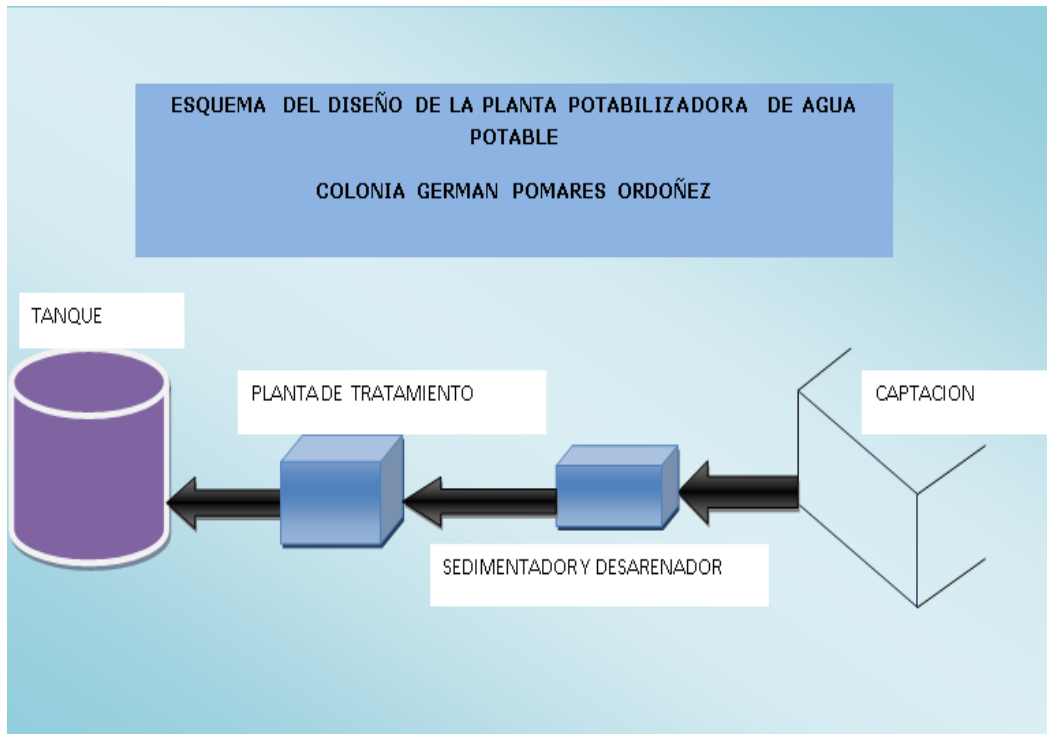 ESQUEMA DEL DISEÑO DE LA PLANTA POTABILIZADORA DE AGUA
POTABLE
COLONIA GERMAN POMARES ORDOÑEZ
TANQUE
PLANTA DE TRATAMIENTO
CAPTACION
SEDIMENTADOR Y DESARENADOR